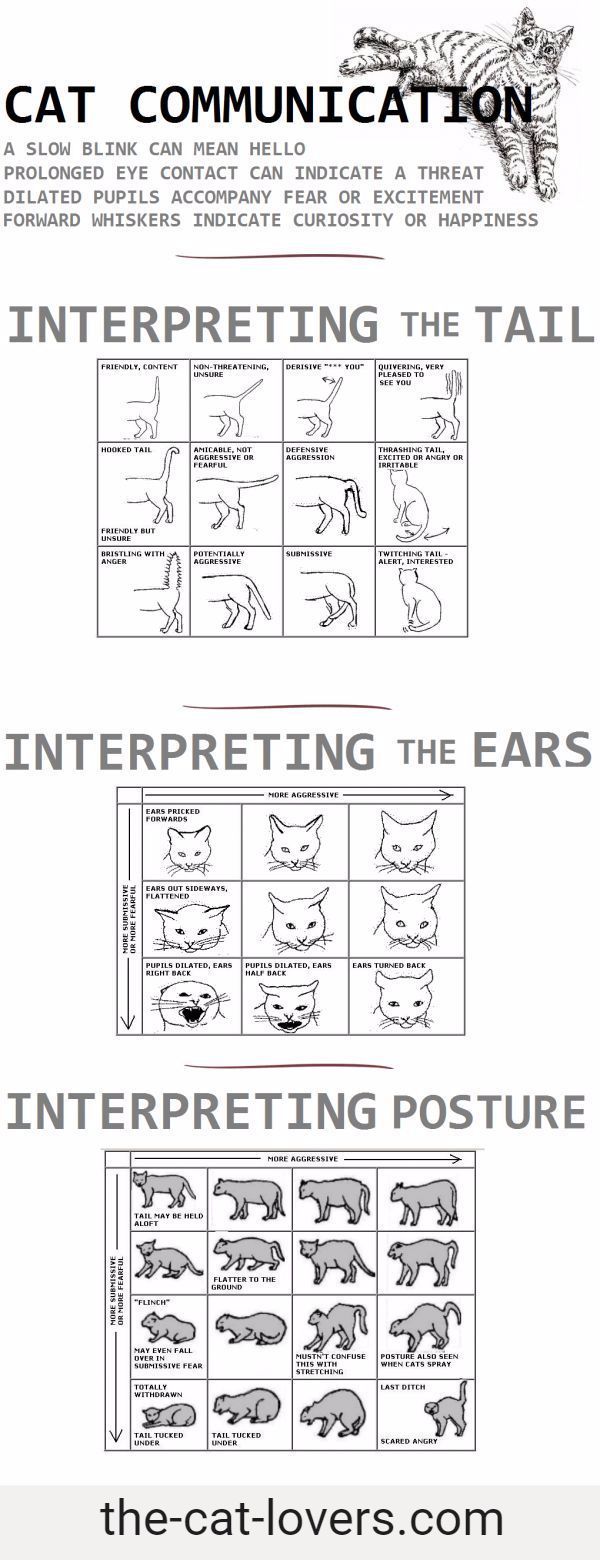 CAT COMMUNICATION
A SLOW BLINK CAN MEAN HELLO
PROLONGED EYE CONTACT CAN INDICATE A THREAT
DILATED PUPILS ACCOMPANY FEAR OR EXCITEMENT
FORWARD WHISKERS INDICATE CURIOSITY OR HAPPINESS
INTERPRETING THE TAIL
FRIENDLY, CONTENT
NON-THREATENING,
UNSURE
DERISIVE "*** YOU"
QUIVERING, VERY
PLEASED TO
SEE YOU
HOOKED TAIL
FRIENDLY BUT
UNSURE
AMICABLE, NOT
AGGRESSIVE OR
FEARFUL
DEFENSIVE
AGGRESSION
THRASHING TAIL,
EXCITED OR ANGRY OR
IRRITABLE
BRISTLING WITH
ANGER
POTENTIALLY
AGGRESSIVE
SUBMISSIVE
TWITCHING TAIL -
ALERT, INTERESTED
INTERPRETING THE EARS
MORE AGGRESSIVE
MORE SUBMISSIVE
OR MORE FEARFUL
EARS PRICKED
FORWARDS
EARS OUT SIDEWAYS,
FLATTENED
PUPILS DILATED, EARS
RIGHT BACK
PUPILS DILATED, EARS
HALF BACK
EARS TURNED BACK
INTERPRETING POSTURE
MORE AGGRESSIVE
MORE SUBMISSIVE
OR MORE FEARFUL
TAIL MAY BE HELD
ALOFT
FLATTER TO THE
GROUND
"FLINCH"
MAY EVEN FALL
OVER IN
SUBMISSIVE FEAR
MUSTN'T CONFUSE
THIS WITH
STRETCHING
POSTURE ALSO SEEN
WHEN CATS SPRAY
TOTALLY
WITHDRAWN
TAIL TUCKED
UNDER
TAIL TUCKED
UNDER
LAST DITCH
SCARED ANGRY
the-cat-lovers.com